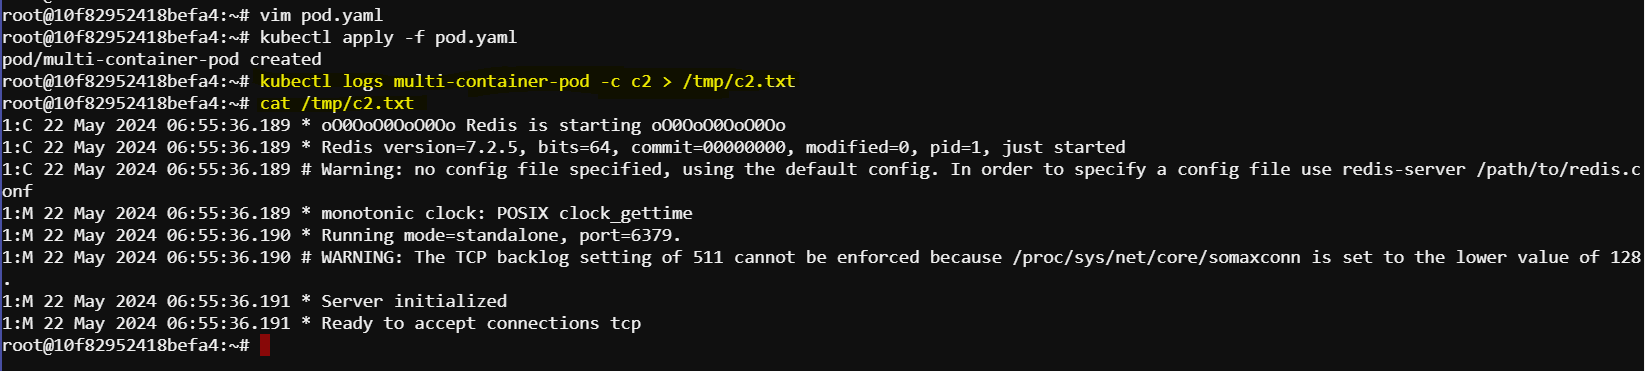 root@10f82952418befa4:~# vim pod.yaml
root@10f82952418befa4:~# kubectl apply -f pod.yaml
pod/multi-container-pod created
root@10f82952418befa4:~# kubectl logs multi-container-pod -c c2 > /tmp/c2.txt
root@10f82952418befa4:~# cat /tmp/c2.txt
1:C 22 May 2024 06:55:36.189 * oO0OoO0OoO0Oo Redis is starting oO0OoO0OoO0Oo
1:C 22 May 2024 06:55:36.189 * Redis version=7.2.5, bits=64, commit=00000000, modified=0, pid=1, just started
1:C 22 May 2024 06:55:36.189 # Warning: no config file specified, using the default config. In order to specify a config file use redis-server /path/to/redis.c
onf
1:M 22 May 2024 06:55:36.189 * monotonic clock: POSIX clock_gettime
1:M 22 May 2024 06:55:36.190 * Running mode=standalone, port=6379.
1:M 22 May 2024 06:55:36.190 # WARNING: The TCP backlog setting of 511 cannot be enforced because /proc/sys/net/core/somaxconn is set to the lower value of 128
.
1:M 22 May 2024 06:55:36.191 * Server initialized
1:M 22 May 2024 06:55:36.191 * Ready to accept connections tcp
root@10f82952418befa4:~#